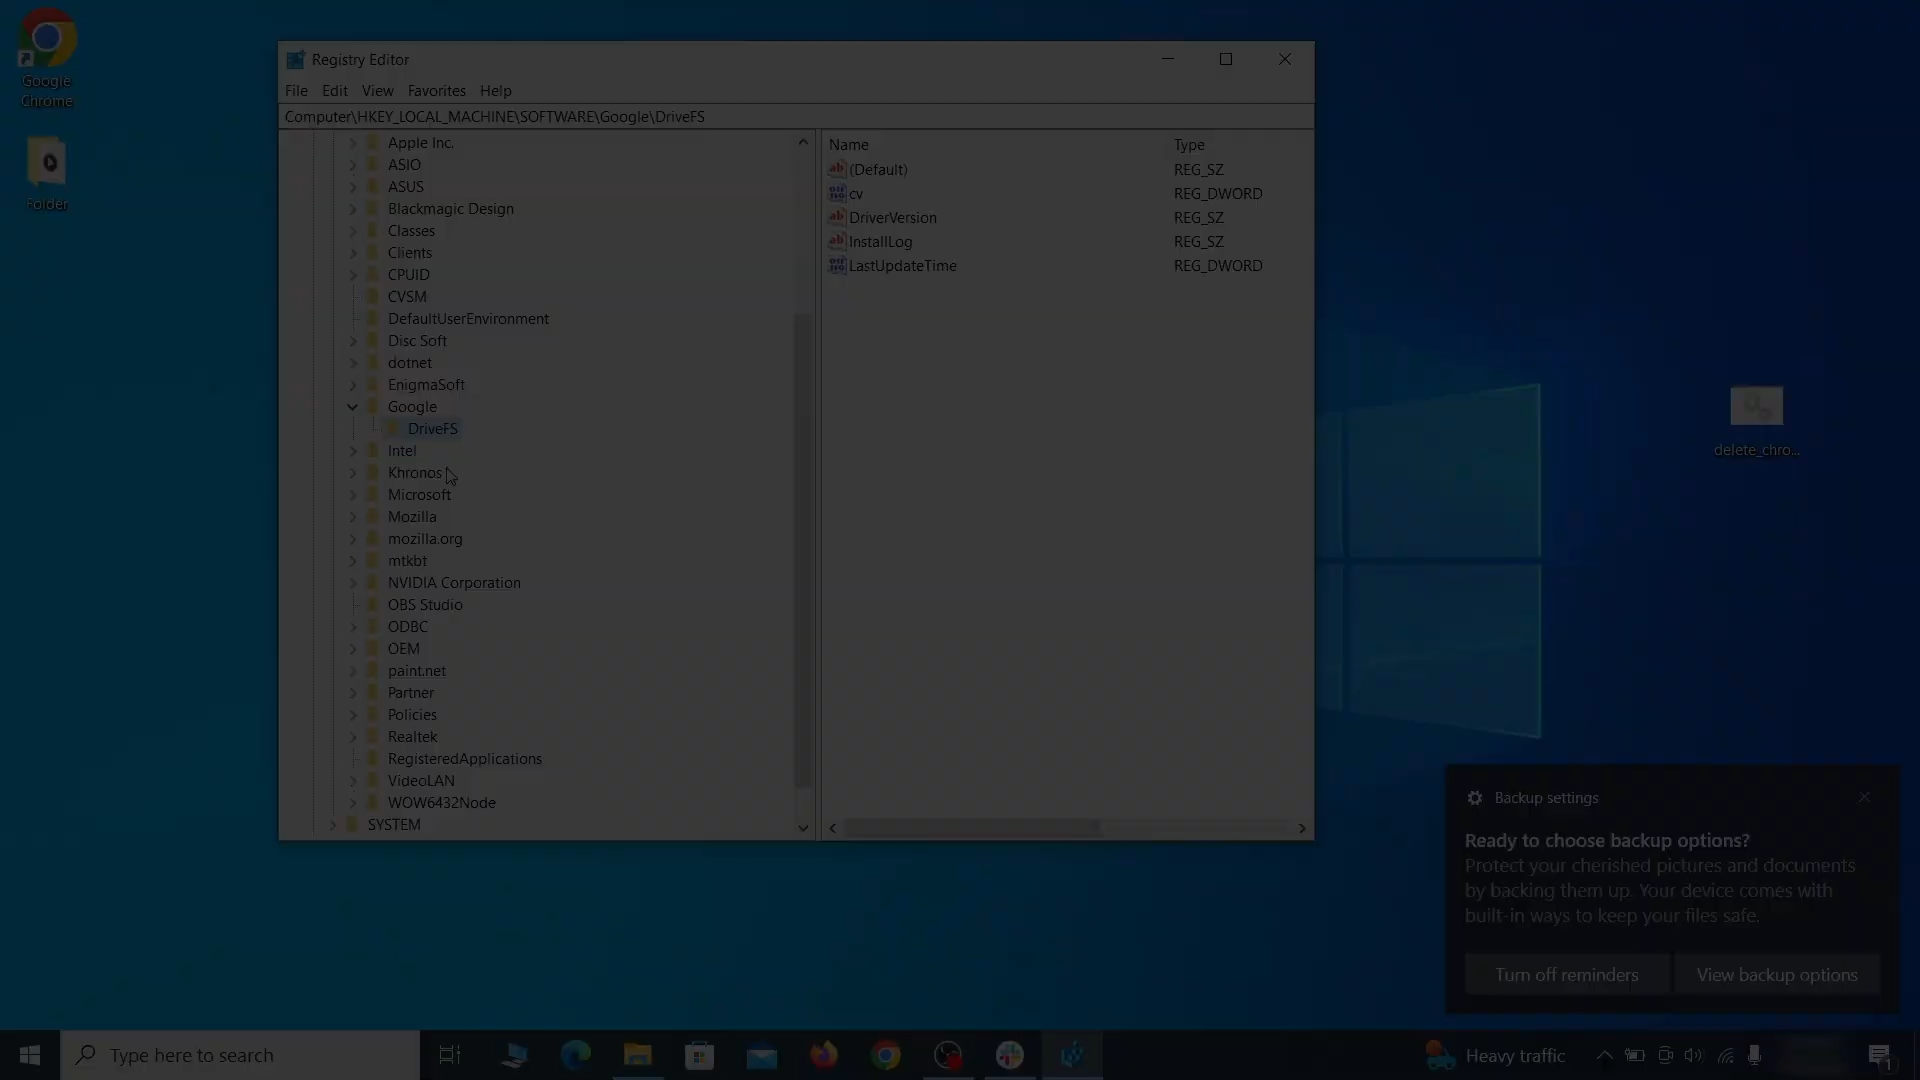 Google
Chrome
Folder
Registry Editor
File Edit View Favorites Help
Computer\HKEY_LOCAL_MACHINE\SOFTWARE\Google\DriveFS
Apple Inc.
ASIO
ASUS
Blackmagic Design
Classes
Clients
CPUID
CVSM
DefaultUserEnvironment
Disc Soft
dotnet
EnigmaSoft
Google
DriveFS
Intel
Khronos
Microsoft
Mozilla
mozilla.org
mtkbt
NVIDIA Corporation
OBS Studio
ODBC
OEM
paint.net
Partner
Policies
Realtek
RegisteredApplications
VideoLAN
WOW6432Node
SYSTEM
Name Type
(Default) REG_SZ
cv REG_DWORD
DriverVersion REG_SZ
InstallLog REG_SZ
LastUpdateTime REG_DWORD
delete_chro...
Backup settings
Ready to choose backup options?
Protect your cherished pictures and documents
by backing them up. Your device comes with
built-in ways to keep your files safe.
Turn off reminders View backup options
Type here to search
Heavy traffic
1